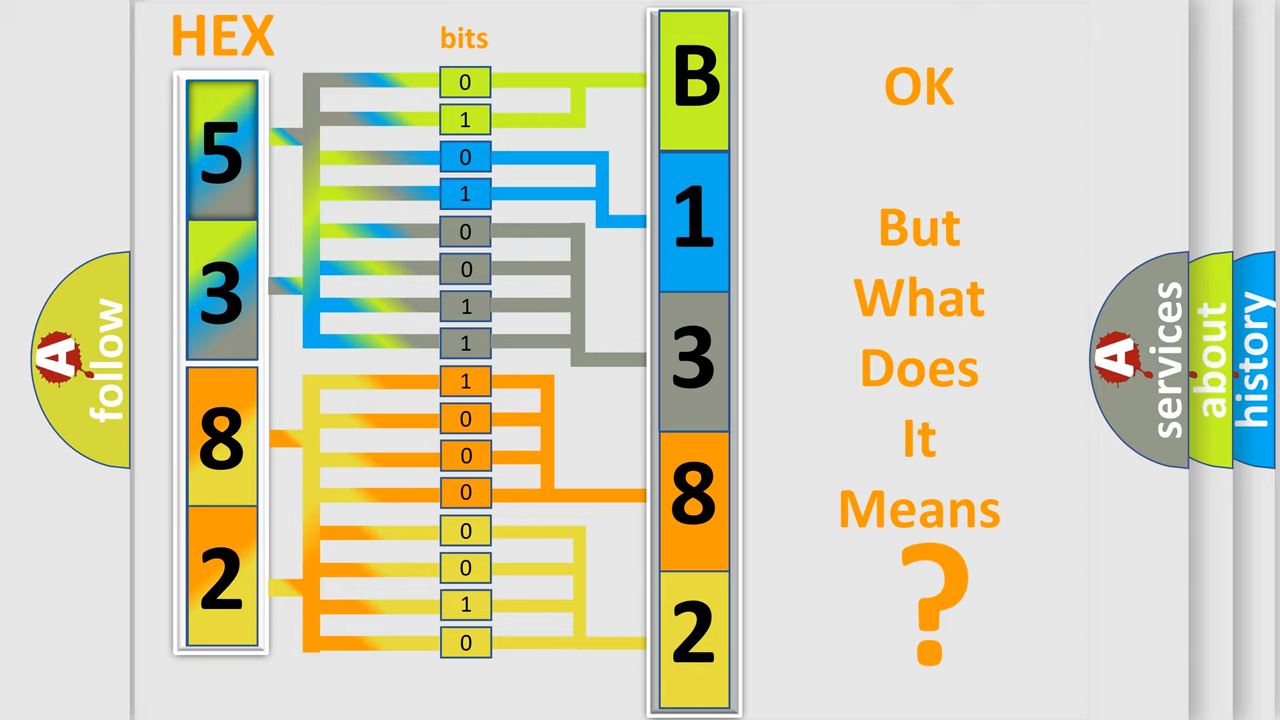 HEX
bits
5
3
8
2
0
1
0
1
0
0
1
1
1
0
0
0
0
0
1
0
B
1
3
8
2
OK
But
What
Does
It
Means
?
A
follow
A
services
about
history